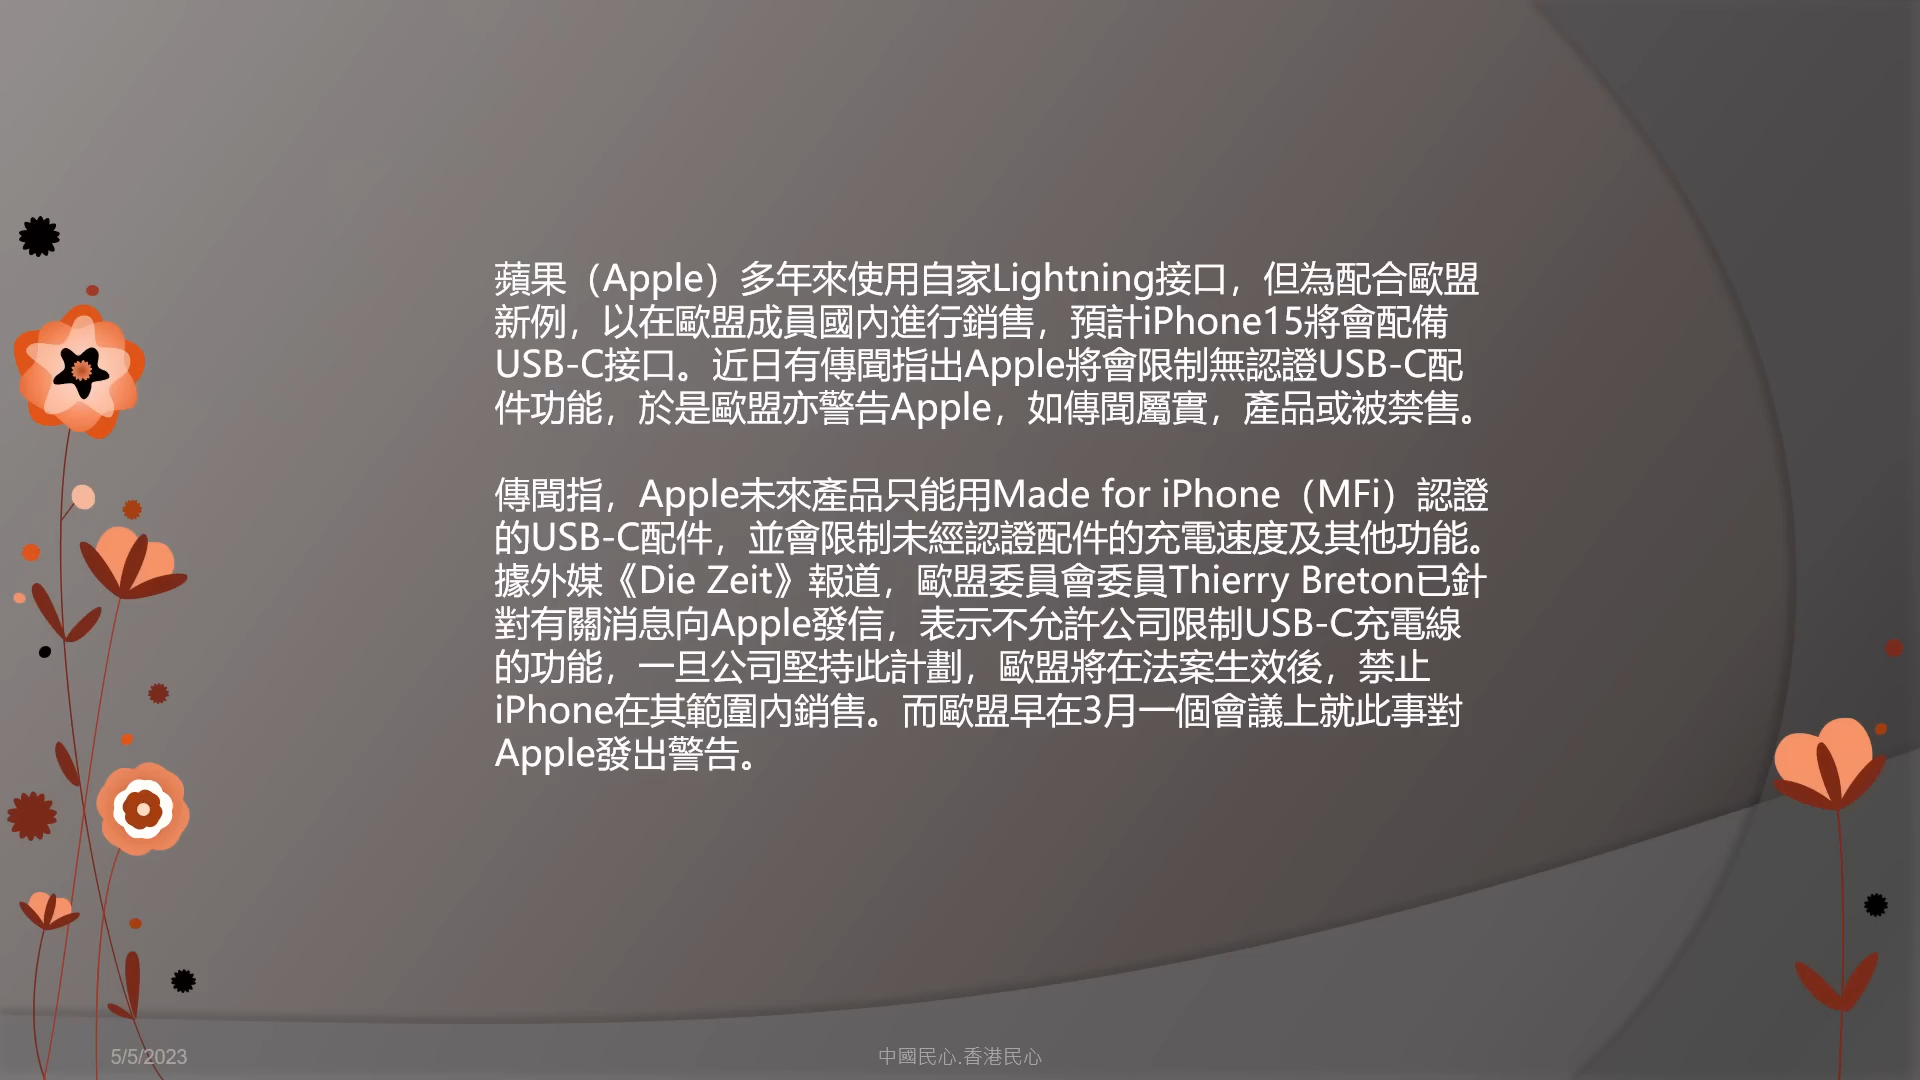 蘋果（Apple）多年來使用自家Lightning接口，但為配合歐盟
新例，以在歐盟成員國內進行銷售，預計iPhone15將會配備
USB-C接口。近日有傳聞指出Apple將會限制無認證USB-C配
件功能，於是歐盟亦警告Apple，如傳聞屬實，產品或被禁售。
傳聞指，Apple未來產品只能用Made for iPhone（MFi）認證
的USB-C配件，並會限制未經認證配件的充電速度及其他功能。
據外媒《Die Zeit》報道，歐盟委員會委員Thierry Breton已針
對有關消息向Apple發信，表示不允許公司限制USB-C充電線
的功能，一旦公司堅持此計劃，歐盟將在法案生效後，禁止
iPhone在其範圍內銷售。而歐盟早在3月一個會議上就此事對
Apple發出警告。
5/5/2023
中國民心.香港民心